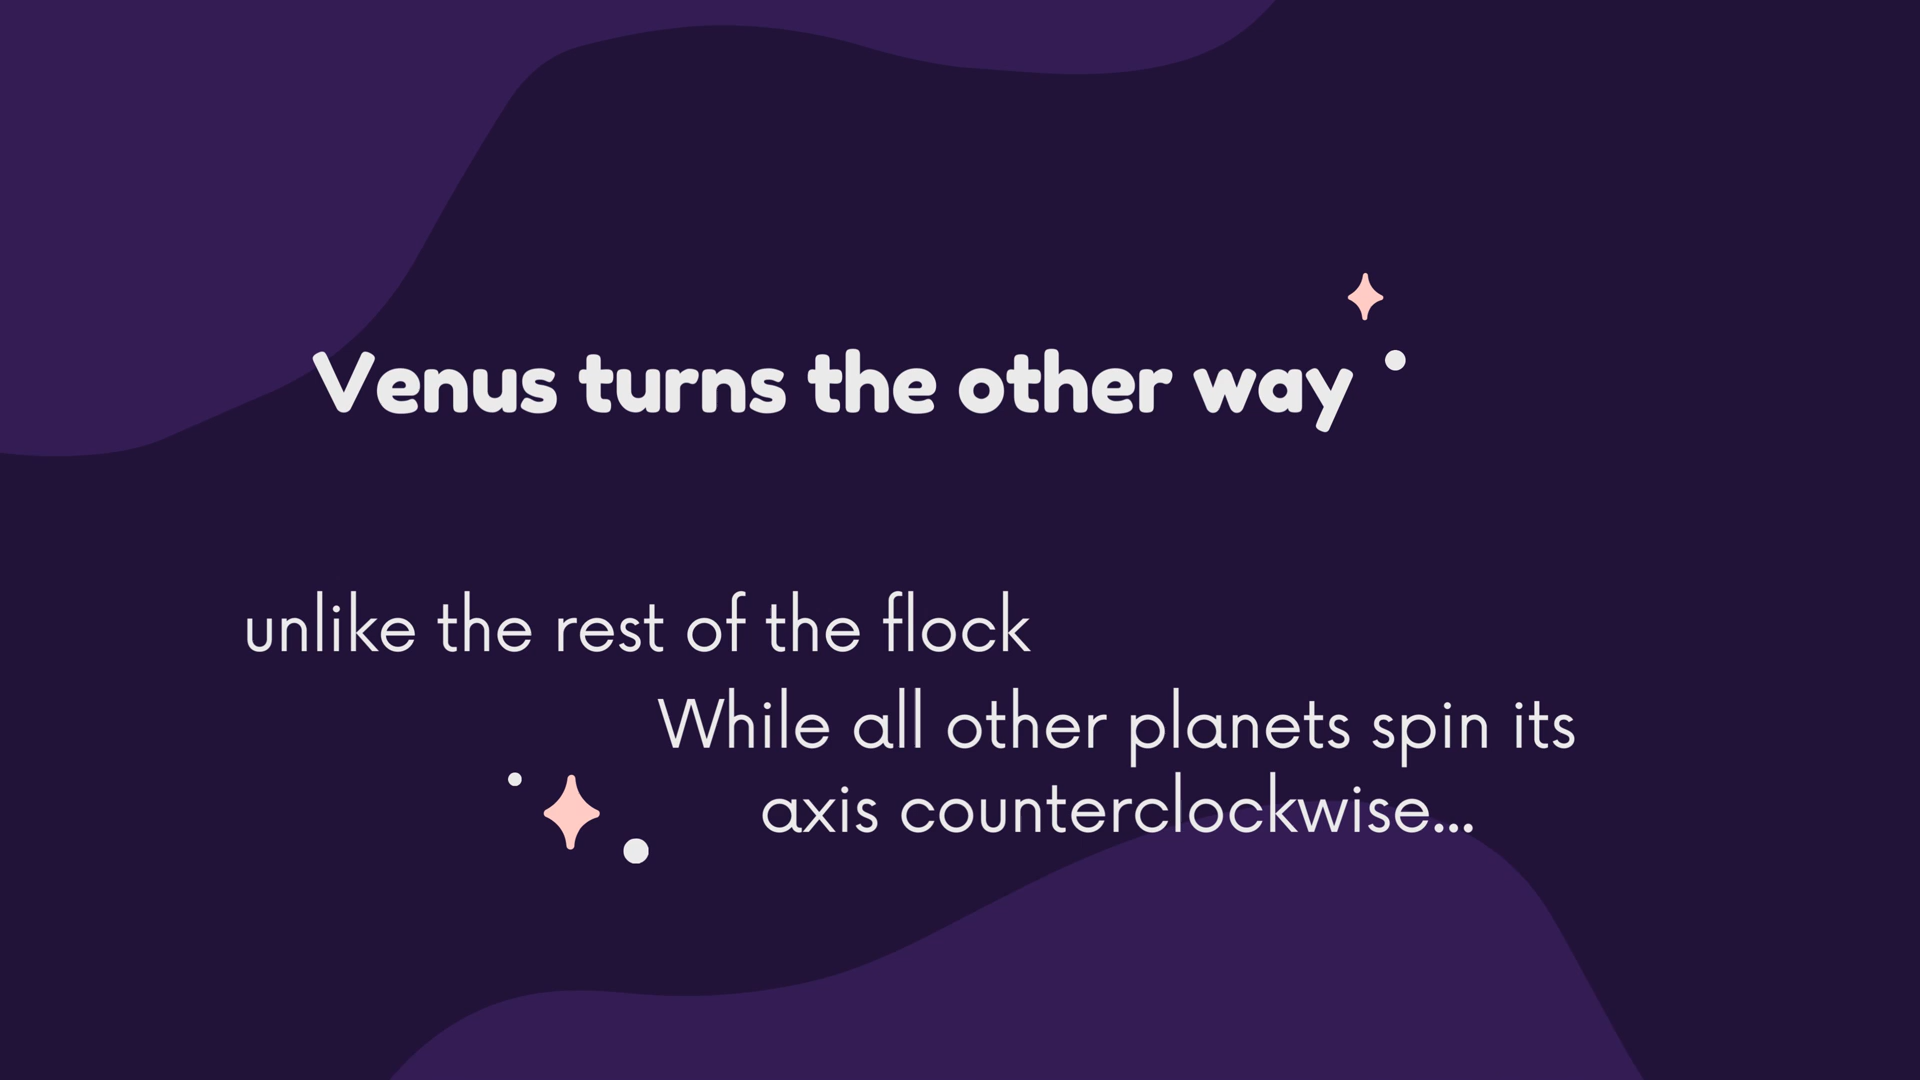 Venus turns the other way
unlike the rest of the flock
While all other planets spin its
axis counterclockwise...